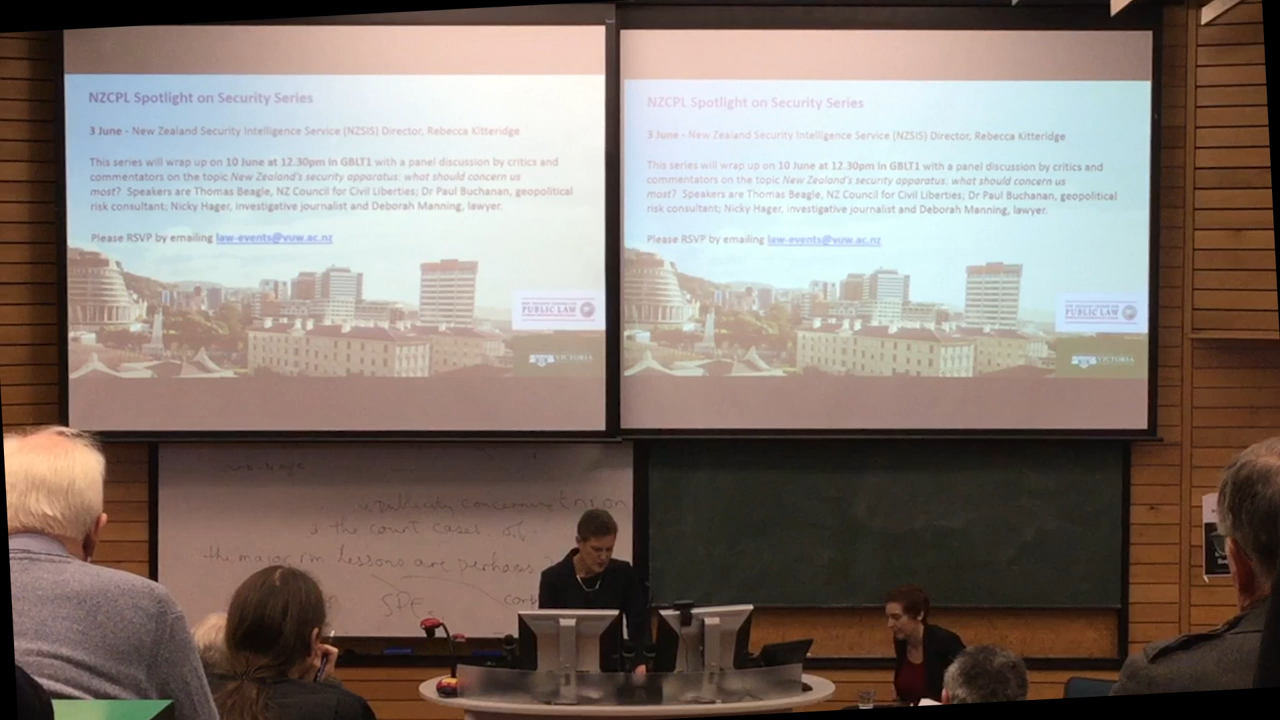 NZCPL Spotlight on Security Series
3 June - New Zealand Security Intelligence Service (NZSIS) Director, Rebecca Kitteridge
This series will wrap up on 10 June at 12.30pm in GBLT1 with a panel discussion by critics and
commentators on the topic New Zealand's security apparatus: what should concern us
most? Speakers are Thomas Beagle, NZ Council for Civil Liberties; Dr Paul Buchanan, geopolitical
risk consultant; Nicky Hager, investigative journalist and Deborah Manning, lawyer.
Please RSVP by emailing law-events@vuw.ac.nz
PUBLIC LAW
VICTORIA
NZCPL Spotlight on Security Series
3 June - New Zealand Security Intelligence Service (NZSIS) Director, Rebecca Kitteridge
This series will wrap up on 10 June at 12.30pm in GBLT1 with a panel discussion by critics and
commentators on the topic New Zealand's security apparatus: what should concern us
most? Speakers are Thomas Beagle, NZ Council for Civil Liberties; Dr Paul Buchanan, geopolitical
risk consultant; Nicky Hager, investigative journalist and Deborah Manning, lawyer.
Please RSVP by emailing law-events@vuw.ac.nz
PUBLIC LAW
VICTORIA
publicity concerning
the court cases of
the major lessons are perhaps